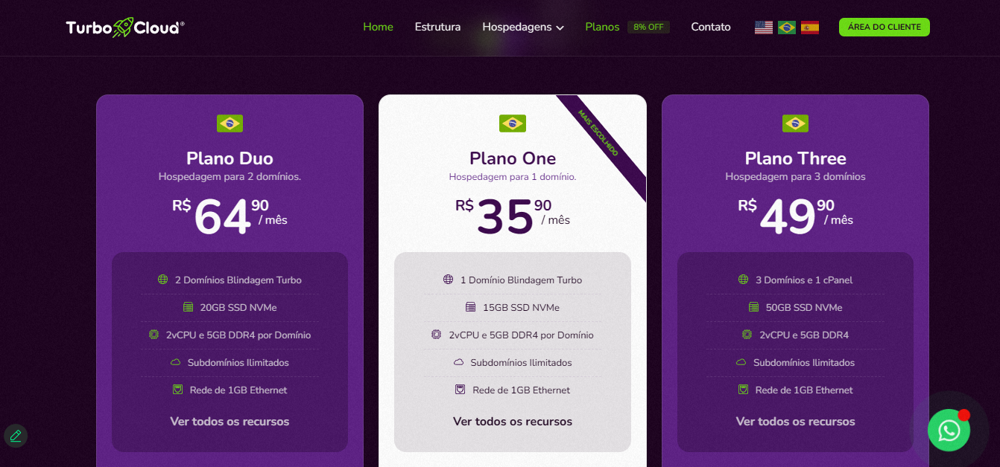 TurboCloud®
Home
Estrutura
Hospedagens
Planos
8% OFF
Contato
ÁREA DO CLIENTE
Plano Duo
Hospedagem para 2 domínios.
R$ 64 90 / mês
2 Domínios Blindagem Turbo
20GB SSD NVMe
2vCPU e 5GB DDR4 por Domínio
Subdomínios Ilimitados
Rede de 1GB Ethernet
Ver todos os recursos
MAIS ESCOLHIDO
Plano One
Hospedagem para 1 domínio.
R$ 35 90 / mês
1 Domínio Blindagem Turbo
15GB SSD NVMe
2vCPU e 5GB DDR4 por Domínio
Subdomínios Ilimitados
Rede de 1GB Ethernet
Ver todos os recursos
Plano Three
Hospedagem para 3 domínios
R$ 49 90 / mês
3 Domínios e 1 cPanel
50GB SSD NVMe
2vCPU e 5GB DDR4
Subdomínios Ilimitados
Rede de 1GB Ethernet
Ver todos os recursos